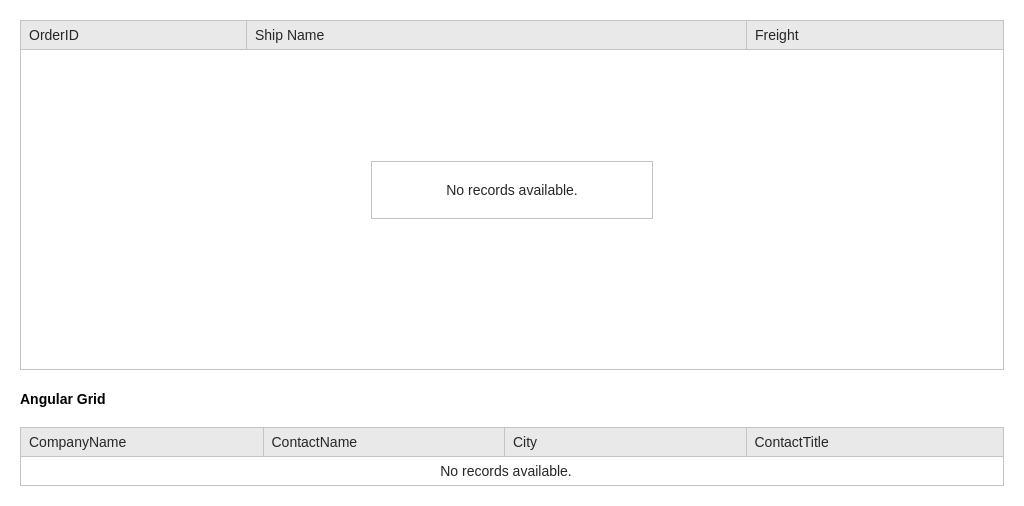 OrderID Ship Name Freight
No records available.
Angular Grid
CompanyName ContactName City ContactTitle
No records available.